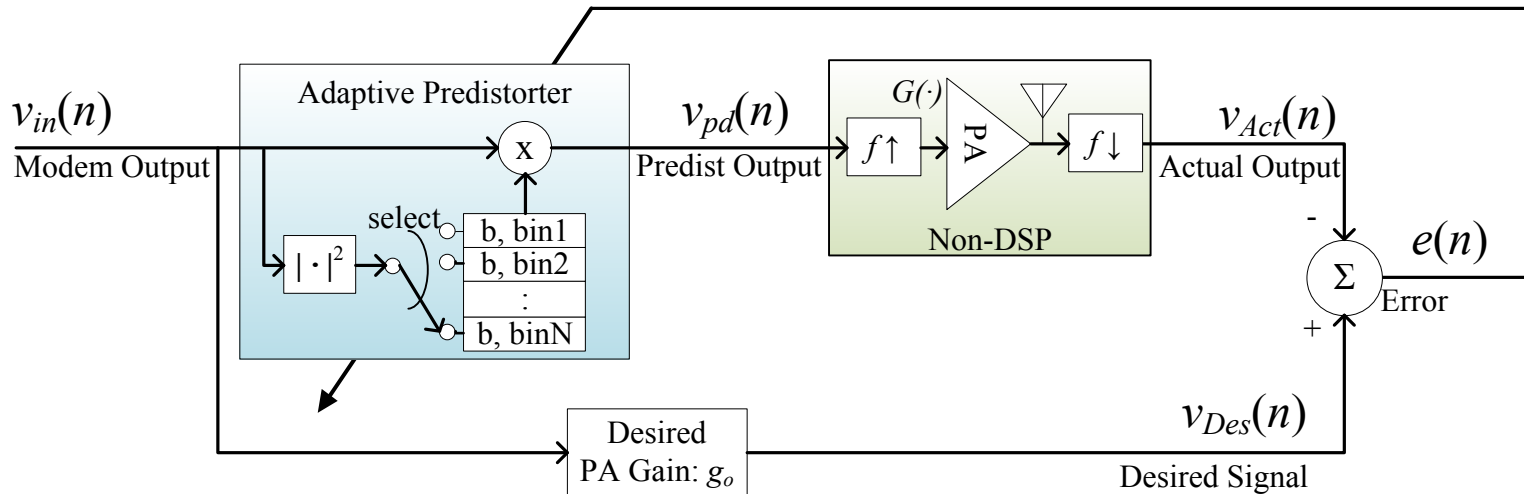 Adaptive Predistorter
v_in(n)
Modem Output
x
select
| · |²
b, bin1
b, bin2
:
b, binN
v_pd(n)
Predist Output
G(·)
f↑
PA
f↓
Non-DSP
v_Act(n)
Actual Output
-
Σ
+
e(n)
Error
Desired
PA Gain: g_o
v_Des(n)
Desired Signal